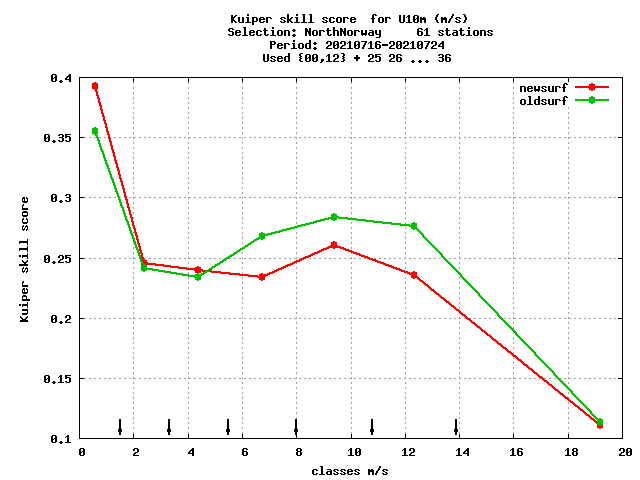 Kuiper skill score  for U10m (m/s)
Selection: NorthNorway     61 stations
Period: 20210716-20210724
Used {00,12} + 25 26 ... 36
newsurf
oldsurf
0.4
0.35
0.3
0.25
0.2
0.15
0.1
Kuiper skill score
0 2 4 6 8 10 12 14 16 18 20
classes m/s